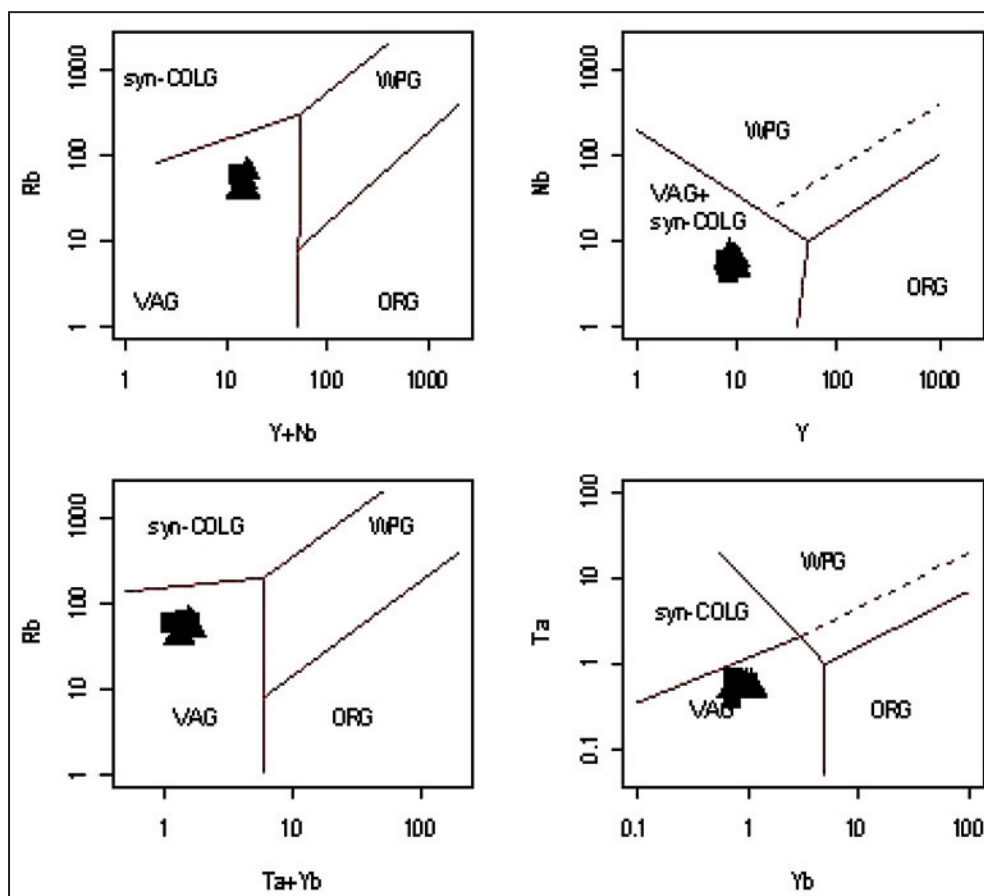 Rb
1 10 100 1000
syn-COLG
WPG
VAG
ORG
1 10 100 1000
Y+Nb
Nb
1 10 100 1000
WPG
VAG+
syn-COLG
ORG
1 10 100 1000
Y
Rb
1 10 100 1000
syn-COLG
WPG
VAG
ORG
1 10 100
Ta+Yb
Ta
0.1 1 10 100
WPG
syn-COLG
VAG
ORG
0.1 1 10 100
Yb